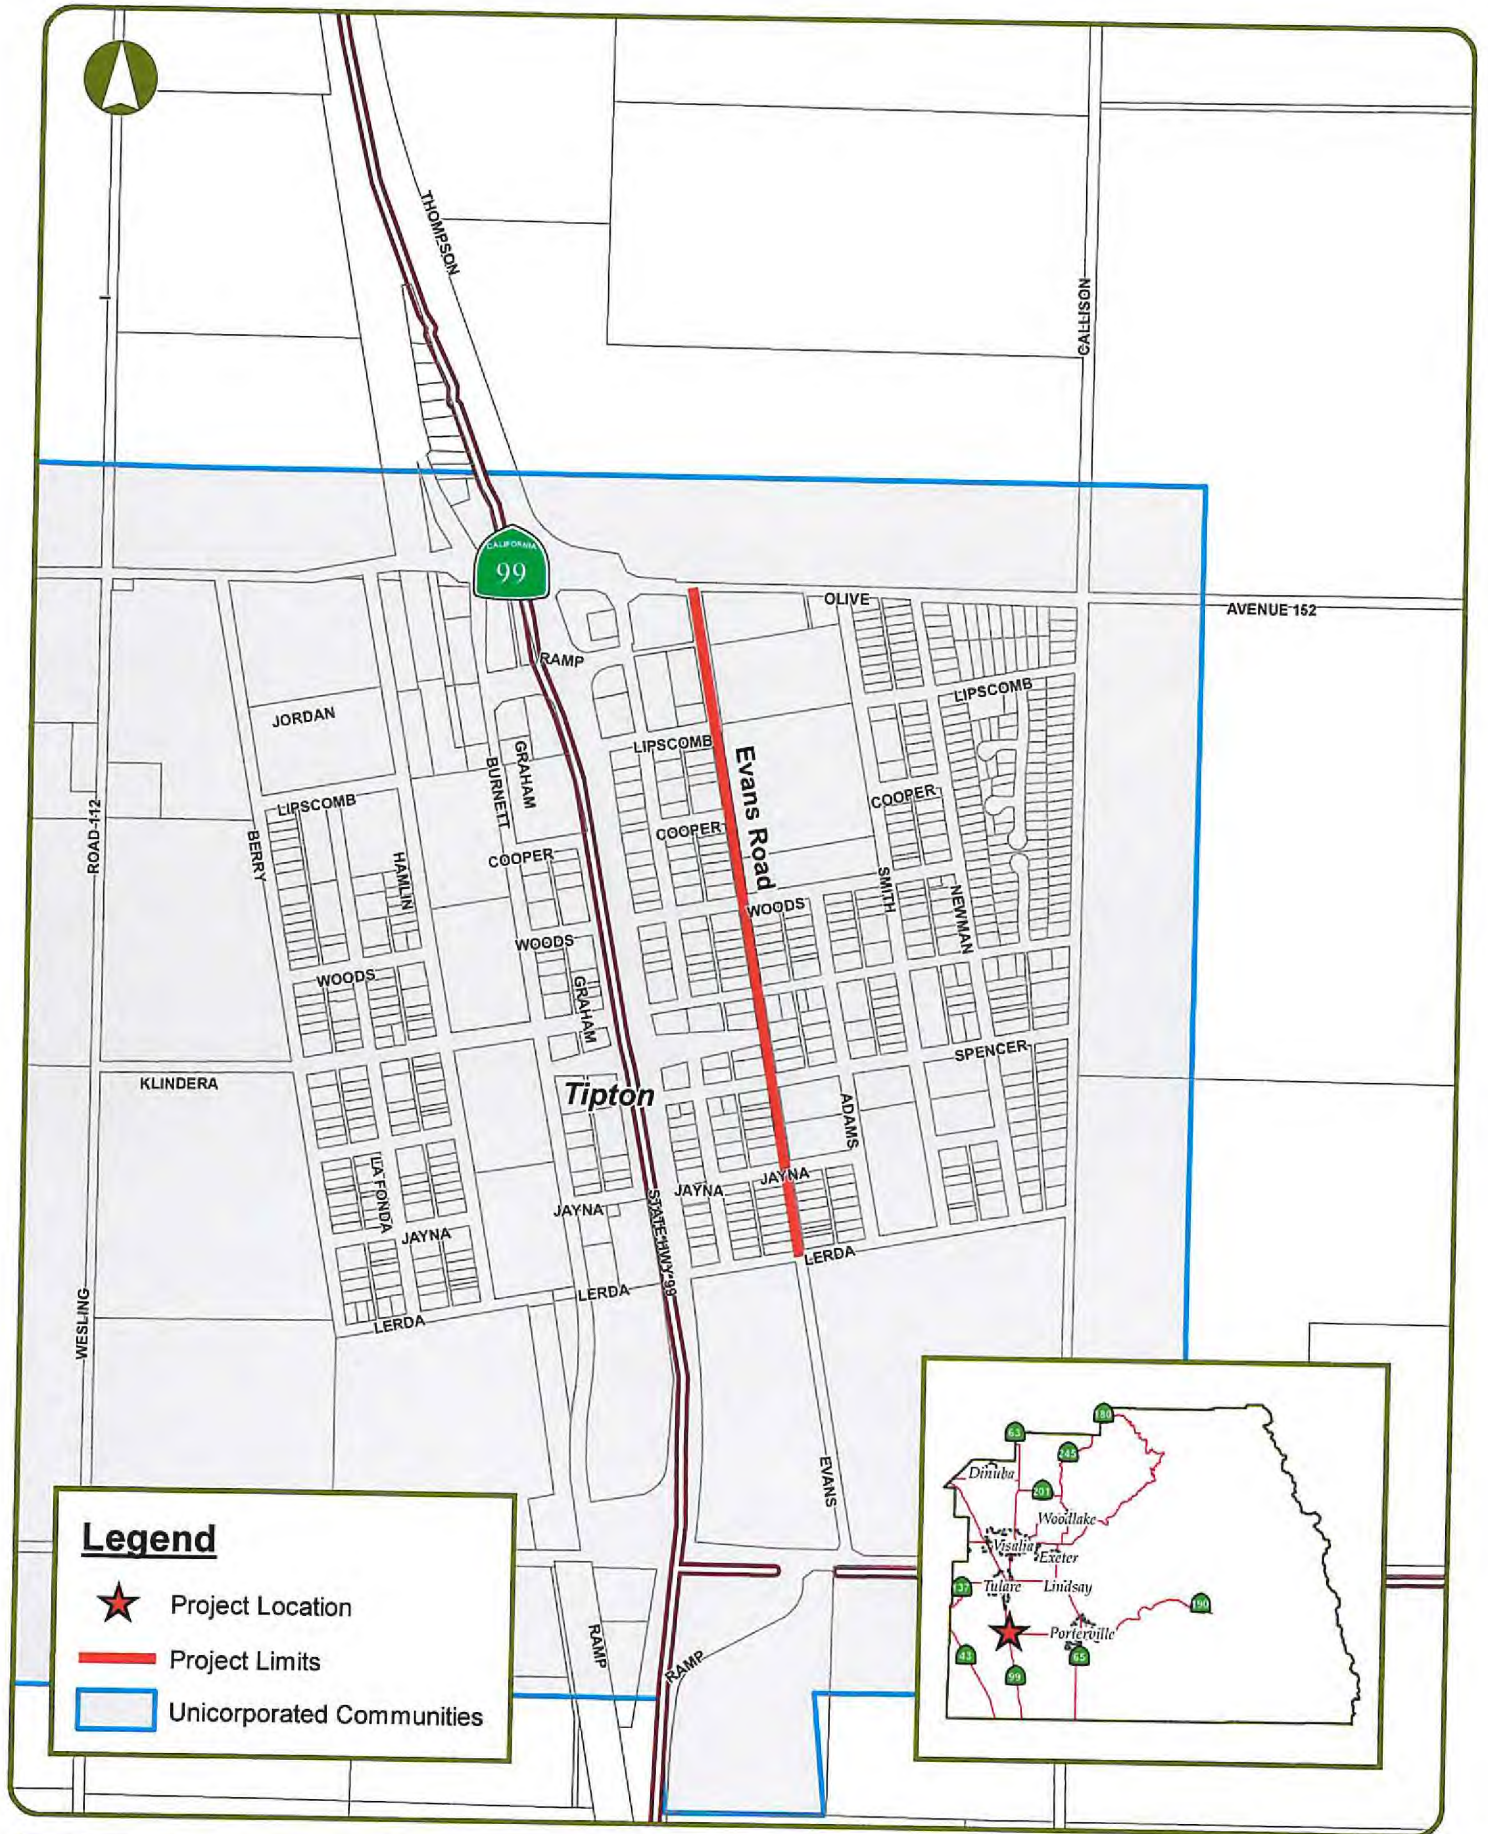 THOMPSON
I
CALLISON
CALIFORNIA
99
OLIVE
AVENUE 152
RAMP
LIPSCOMB
JORDAN
LIPSCOMB
GRAHAM
BURNETT
Evans Road
LIPSCOMB
COOPER
ROAD 112
BERRY
COOPER
HAMLIN
COOPER
SMITH
NEWMAN
WOODS
WOODS
WOODS
GRAHAM
SPENCER
KLINDERA
Tipton
ADAMS
LA FONDA
JAYNA
JAYNA
JAYNA
JAYNA
STATE HWY 99
LERDA
LERDA
LERDA
WESLING
EVANS
RAMP
RAMP
Legend
Project Location
Project Limits
Unicorporated Communities
180
63
245
Dinuba
201
Woodlake
Visalia
Exeter
137
Tulare
Lindsay
190
Porterville
43
65
99